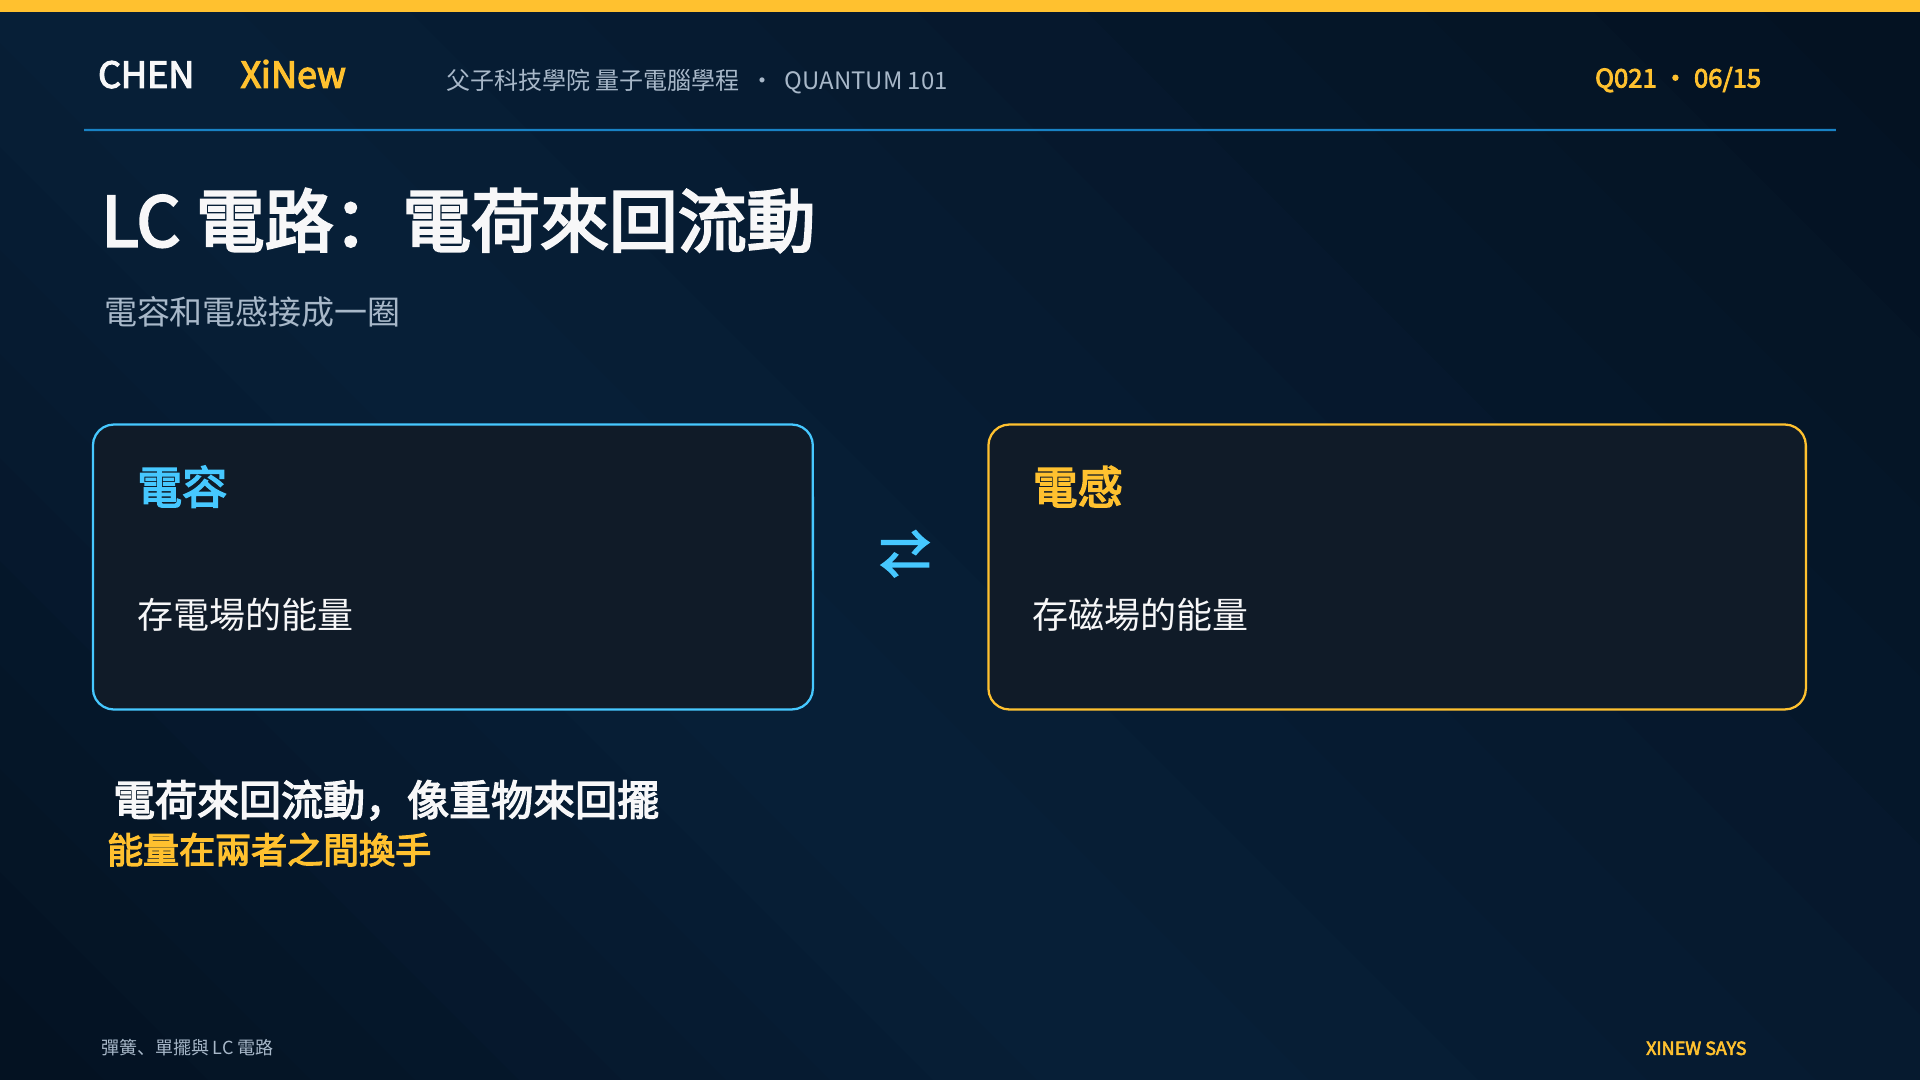 CHEN XiNew 父子科技學院 量子電腦學程 · QUANTUM 101 Q021 · 06/15
LC 電路：電荷來回流動
電容和電感接成一圈
電容
存電場的能量
⇄
電感
存磁場的能量
電荷來回流動，像重物來回擺
能量在兩者之間換手
彈簧、單擺與 LC 電路 XINEW SAYS